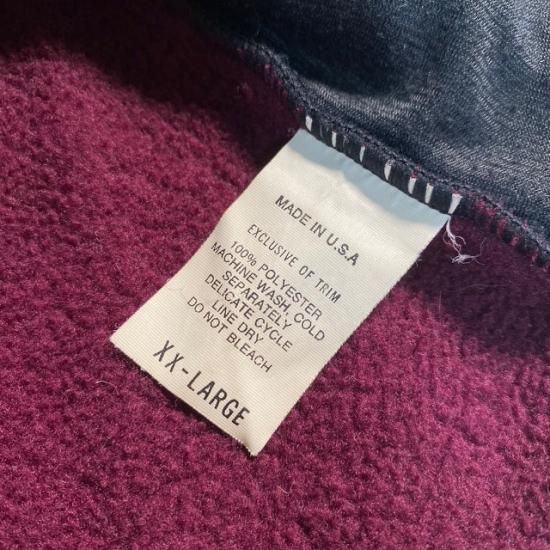 MADE IN U.S.A
EXCLUSIVE OF TRIM
100% POLYESTER
MACHINE WASH, COLD
SEPARATELY
DELICATE CYCLE
LINE DRY
DO NOT BLEACH
XX-LARGE